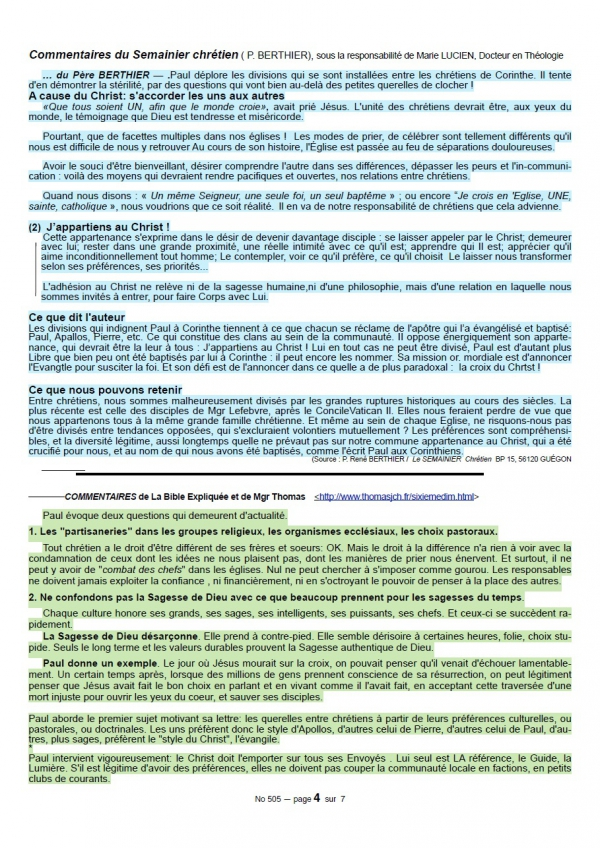 Commentaires du Semainier chrétien ( P. BERTHIER), sous la responsabilité de Marie LUCIEN, Docteur en Théologie
… du Père BERTHIER — .Paul déplore les divisions qui se sont installées entre les chrétiens de Corinthe. Il tente
d'en démontrer la stérilité, par des questions qui vont bien au-delà des petites querelles de clocher !
A cause du Christ: s'accorder les uns aux autres
«Que tous soient UN, afin que le monde croie», avait prié Jésus. L'unité des chrétiens devrait être, aux yeux du
monde, le témoignage que Dieu est tendresse et miséricorde.
Pourtant, que de facettes multiples dans nos églises ! Les modes de prier, de célébrer sont tellement différents qu'il
nous est difficile de nous y retrouver Au cours de son histoire, l'Église est passée au feu de séparations douloureuses.
Avoir le souci d'être bienveillant, désirer comprendre l'autre dans ses différences, dépasser les peurs et l'in-communi-
cation : voilà des moyens qui devraient rendre pacifiques et ouvertes, nos relations entre chrétiens.
Quand nous disons : « Un même Seigneur, une seule foi, un seul baptême » ; ou encore "Je crois en 'Eglise, UNE,
sainte, catholique », nous voudrions que ce soit réalité. Il en va de notre responsabilité de chrétiens que cela advienne.
(2) J'appartiens au Christ !
Cette appartenance s'exprime dans le désir de devenir davantage disciple : se laisser appeler par le Christ; demeurer
avec lui; rester dans une grande proximité, une réelle intimité avec ce qu'il est; apprendre qui II est; apprécier qu'il
aime inconditionnellement tout homme; Le contempler, voir ce qu'il préfère, ce qu'il choisit Le laisser nous transformer
selon ses préférences, ses priorités...
L'adhésion au Christ ne relève ni de la sagesse humaine,ni d'une philosophie, mais d'une relation en laquelle nous
sommes invités à entrer, pour faire Corps avec Lui.
Ce que dit l'auteur
Les divisions qui indignent Paul à Corinthe tiennent à ce que chacun se réclame de l'apôtre qui l'a évangélisé et baptisé:
Paul, Apallos, Pierre, etc. Ce qui constitue des clans au sein de la communauté. Il oppose énergiquement son apparte-
nance, qui devrait être la leur à tous : J'appartiens au Christ ! Lui en tout cas ne peut être divisé, Paul est d'autant plus
Libre que bien peu ont été baptisés par lui à Corinthe : il peut encore les nommer. Sa mission or. mordiale est d'annoncer
l'Evangtle pour susciter la foi. Et son défi est de l'annoncer dans ce quelle a de plus paradoxal : la croix du Chrtst !
Ce que nous pouvons retenir
Entre chrétiens, nous sommes malheureusement divisés par les grandes ruptures historiques au cours des siècles. La
plus récente est celle des disciples de Mgr Lefebvre, après le ConcileVatican II. Elles nous feraient perdre de vue que
nous appartenons tous à la même grande famille chrétienne. Et même au sein de chaque Eglise, ne risquons-nous pas
d'être divisés entre tendances opposées, qui s'excluraient volontiers mutuellement ? Les préférences sont compréhensi-
bles, et la diversité légitime, aussi longtemps quelle ne prévaut pas sur notre commune appartenance au Christ, qui a été
crucifié pour nous, et au nom de qui nous avons été baptisés, comme l'écrit Paul aux Corinthiens.
(Source : P. René BERTHIER / Le SEMAINIER Chrétien BP 15, 56120 GUÉGON
COMMENTAIRES de La Bible Expliquée et de Mgr Thomas <http://www.thomasjch.fr/sixiemedim.html>
Paul évoque deux questions qui demeurent d'actualité.
1. Les "partisaneries" dans les groupes religieux, les organismes ecclésiaux, les choix pastoraux.
Tout chrétien a le droit d'être différent de ses frères et soeurs: OK. Mais le droit à la différence n'a rien à voir avec la
condamnation de ceux dont les idées ne nous plaisent pas, dont les manières de prier nous énervent. Et surtout, il ne
peut y avoir de "combat des chefs" dans les églises. Nul ne peut chercher à s'imposer comme gourou. Les responsables
ne doivent jamais exploiter la confiance , ni financièrement, ni en s'octroyant le pouvoir de penser à la place des autres.
2. Ne confondons pas la Sagesse de Dieu avec ce que beaucoup prennent pour les sagesses du temps.
Chaque culture honore ses grands, ses sages, ses intelligents, ses puissants, ses chefs. Et ceux-ci se succèdent ra-
pidement.
La Sagesse de Dieu désarçonne. Elle prend à contre-pied. Elle semble dérisoire à certaines heures, folie, choix stu-
pide. Seuls le long terme et les valeurs durables prouvent la Sagesse authentique de Dieu.
Paul donne un exemple. Le jour où Jésus mourait sur la croix, on pouvait penser qu'il venait d'échouer lamentable-
ment. Un certain temps après, lorsque des millions de gens prennent conscience de sa résurrection, on peut légitiment
penser que Jésus avait fait le bon choix en parlant et en vivant comme il l'avait fait, en acceptant cette traversée d'une
mort injuste pour ouvrir les yeux du coeur, et sauver ses disciples.
Paul aborde le premier sujet motivant sa lettre: les querelles entre chrétiens à partir de leurs préférences culturelles, ou
pastorales, ou doctrinales. Les uns préfèrent donc le style d'Apollos, d'autres celui de Pierre, d'autres celui de Paul, d'au-
tres, plus sages, préfèrent le "style du Christ", l'évangile.
*
Paul intervient vigoureusement: le Christ doit l'emporter sur tous ses Envoyés . Lui seul est LA référence, le Guide, la
Lumière. S'il est légitime d'avoir des préférences, elles ne doivent pas couper la communauté locale en factions, en petits
clubs de courants.
No 505 — page 4 sur 7